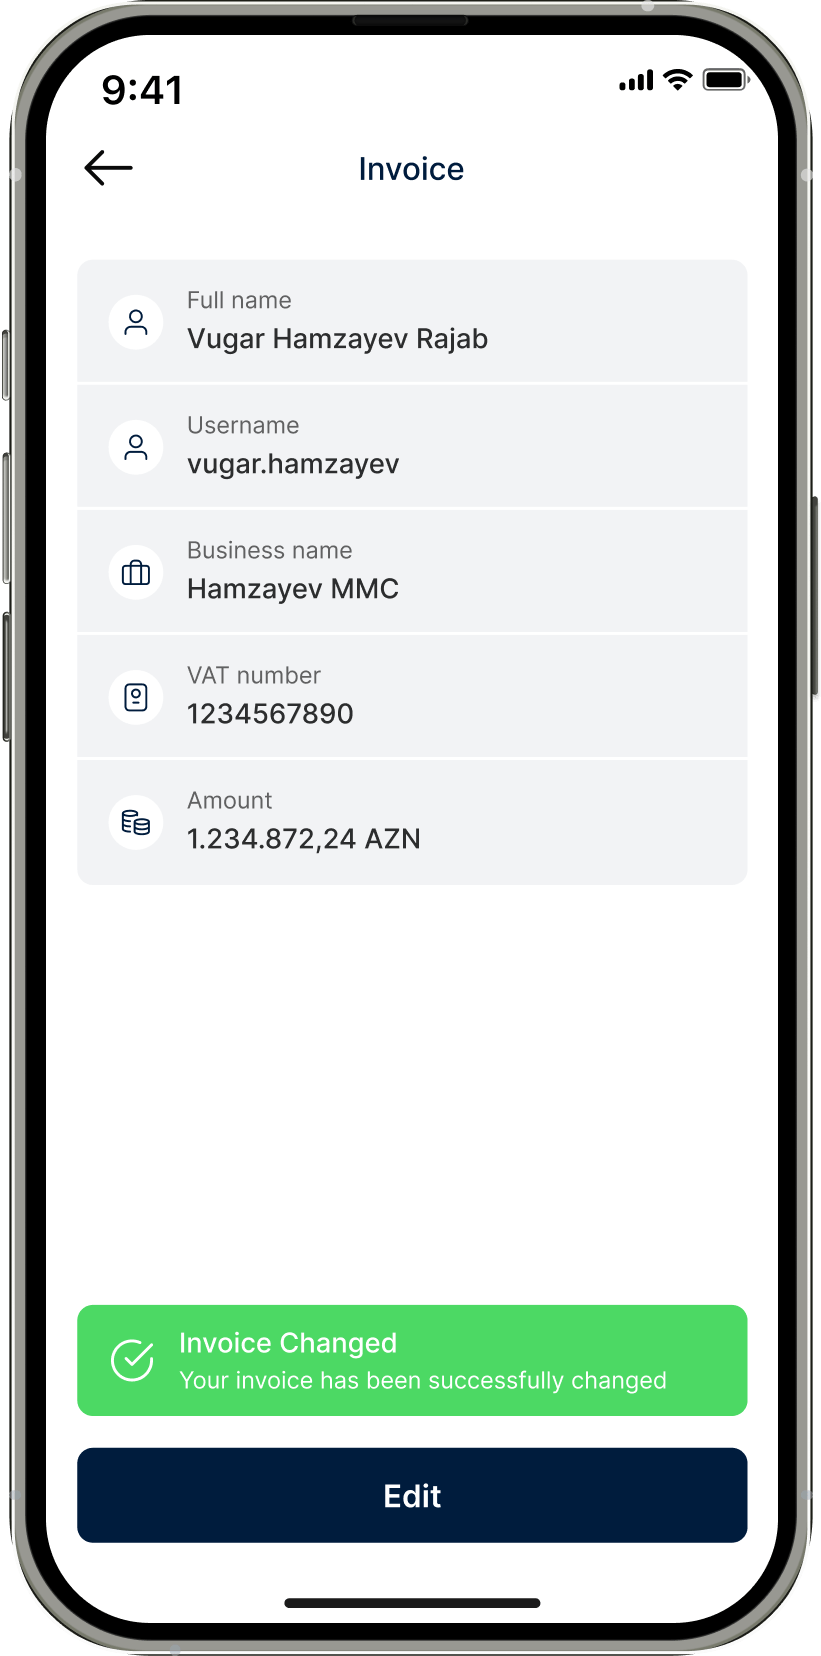 9:41
Invoice
Full name
Vugar Hamzayev Rajab
Username
vugar.hamzayev
Business name
Hamzayev MMC
VAT number
1234567890
Amount
1.234.872,24 AZN
Invoice Changed
Your invoice has been successfully changed
Edit